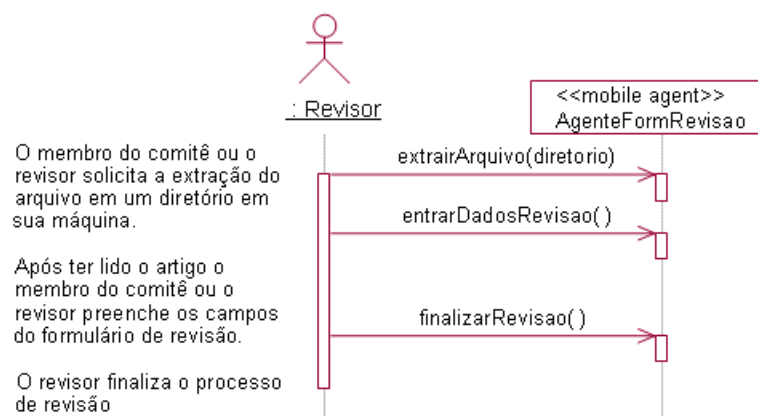 <<mobile agent>>
: Revisor
AgenteFormRevisao
O membro do comitê ou o
revisor solicita a extração do
arquivo em um diretório em
sua máquina.
extrairArquivo(diretorio)
entrarDadosRevisao( )
Após ter lido o artigo o
membro do comitê ou o
revisor preenche os campos
do formulário de revisão.
finalizarRevisao( )
O revisor finaliza o processo
de revisão